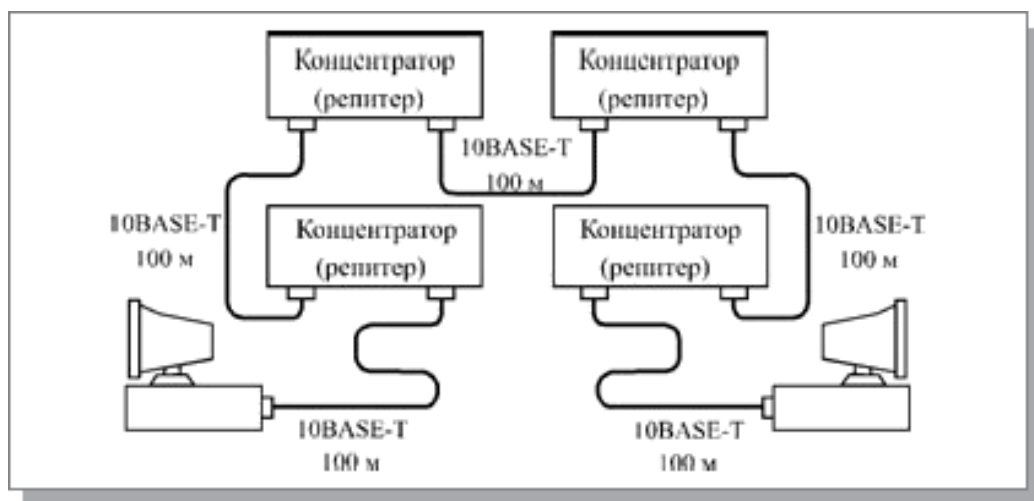 Концентратор
(репитер)
Концентратор
(репитер)
10BASE-T
100 м
10BASE-T
100 м
Концентратор
(репитер)
Концентратор
(репитер)
10BASE-T
100 м
10BASE-T
100 м
10BASE-T
100 м